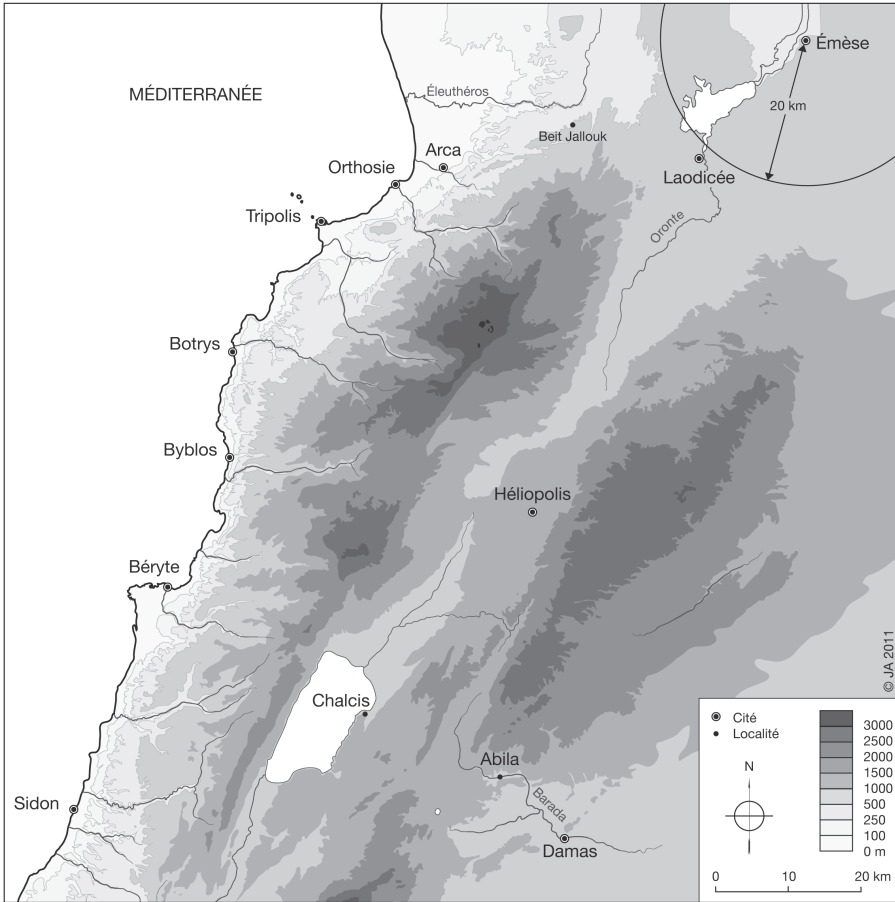 Émèse
MÉDITERRANÉE
Éleuthéros
20 km
Beit Jallouk
Arca
Orthosie
Laodicée
Tripolis
Oronte
Botrys
Byblos
Héliopolis
Béryte
© JA 2011
Chalcis
Cité
Localité
N
3000
2500
2000
1500
1000
500
250
100
0 m
Abila
Barada
Sidon
Damas
0 10 20 km